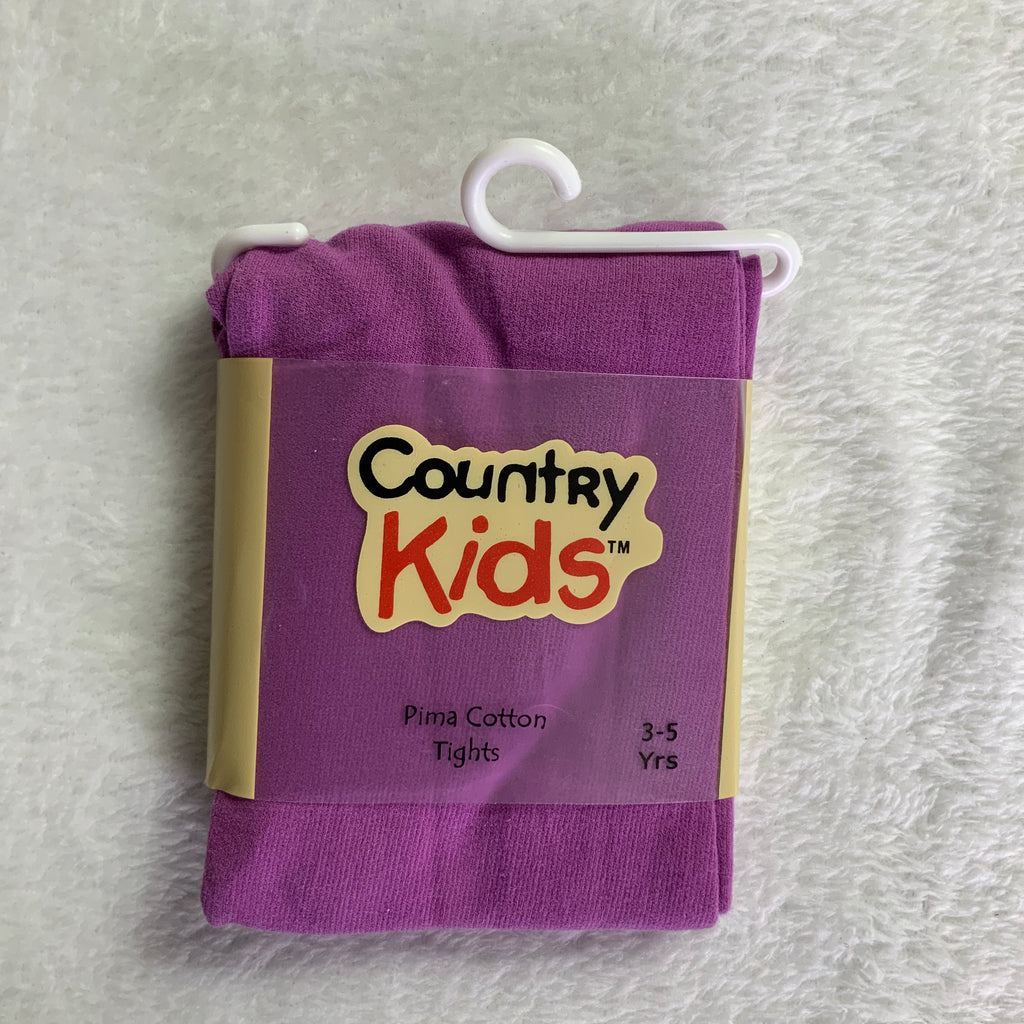 Country
Kids™
Pima Cotton
Tights
3-5
Yrs